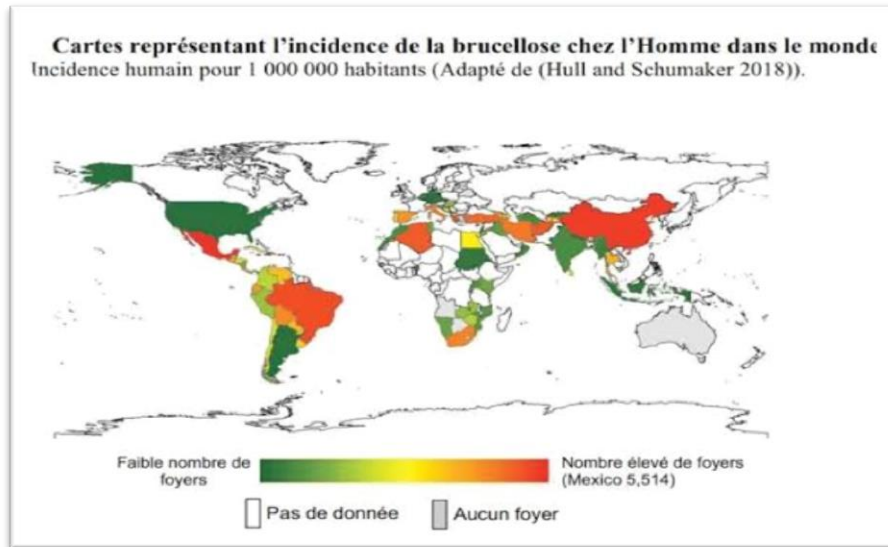 Cartes représentant l'incidence de la brucellose chez l'Homme dans le monde
Incidence humain pour 1 000 000 habitants (Adapté de (Hull and Schumaker 2018)).
Faible nombre de foyers
Nombre élevé de foyers
(Mexico 5,514)
Pas de donnée
Aucun foyer